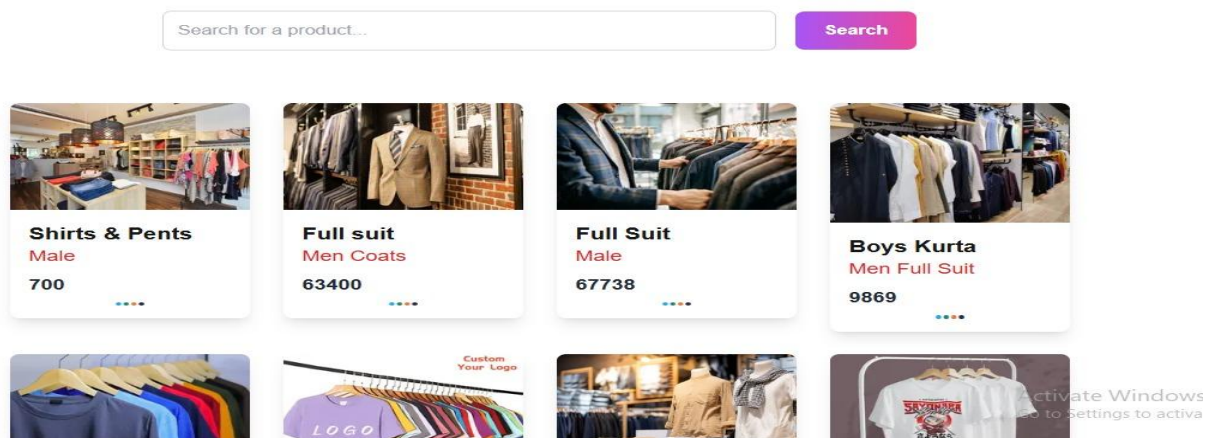 Search for a product...
Search
Shirts & Pents
Male
700
Full suit
Men Coats
63400
Full Suit
Male
67738
Boys Kurta
Men Full Suit
9869
Custom
Your Logo
LOGO
SAYONARA
Activate Windows
Go to Settings to activa